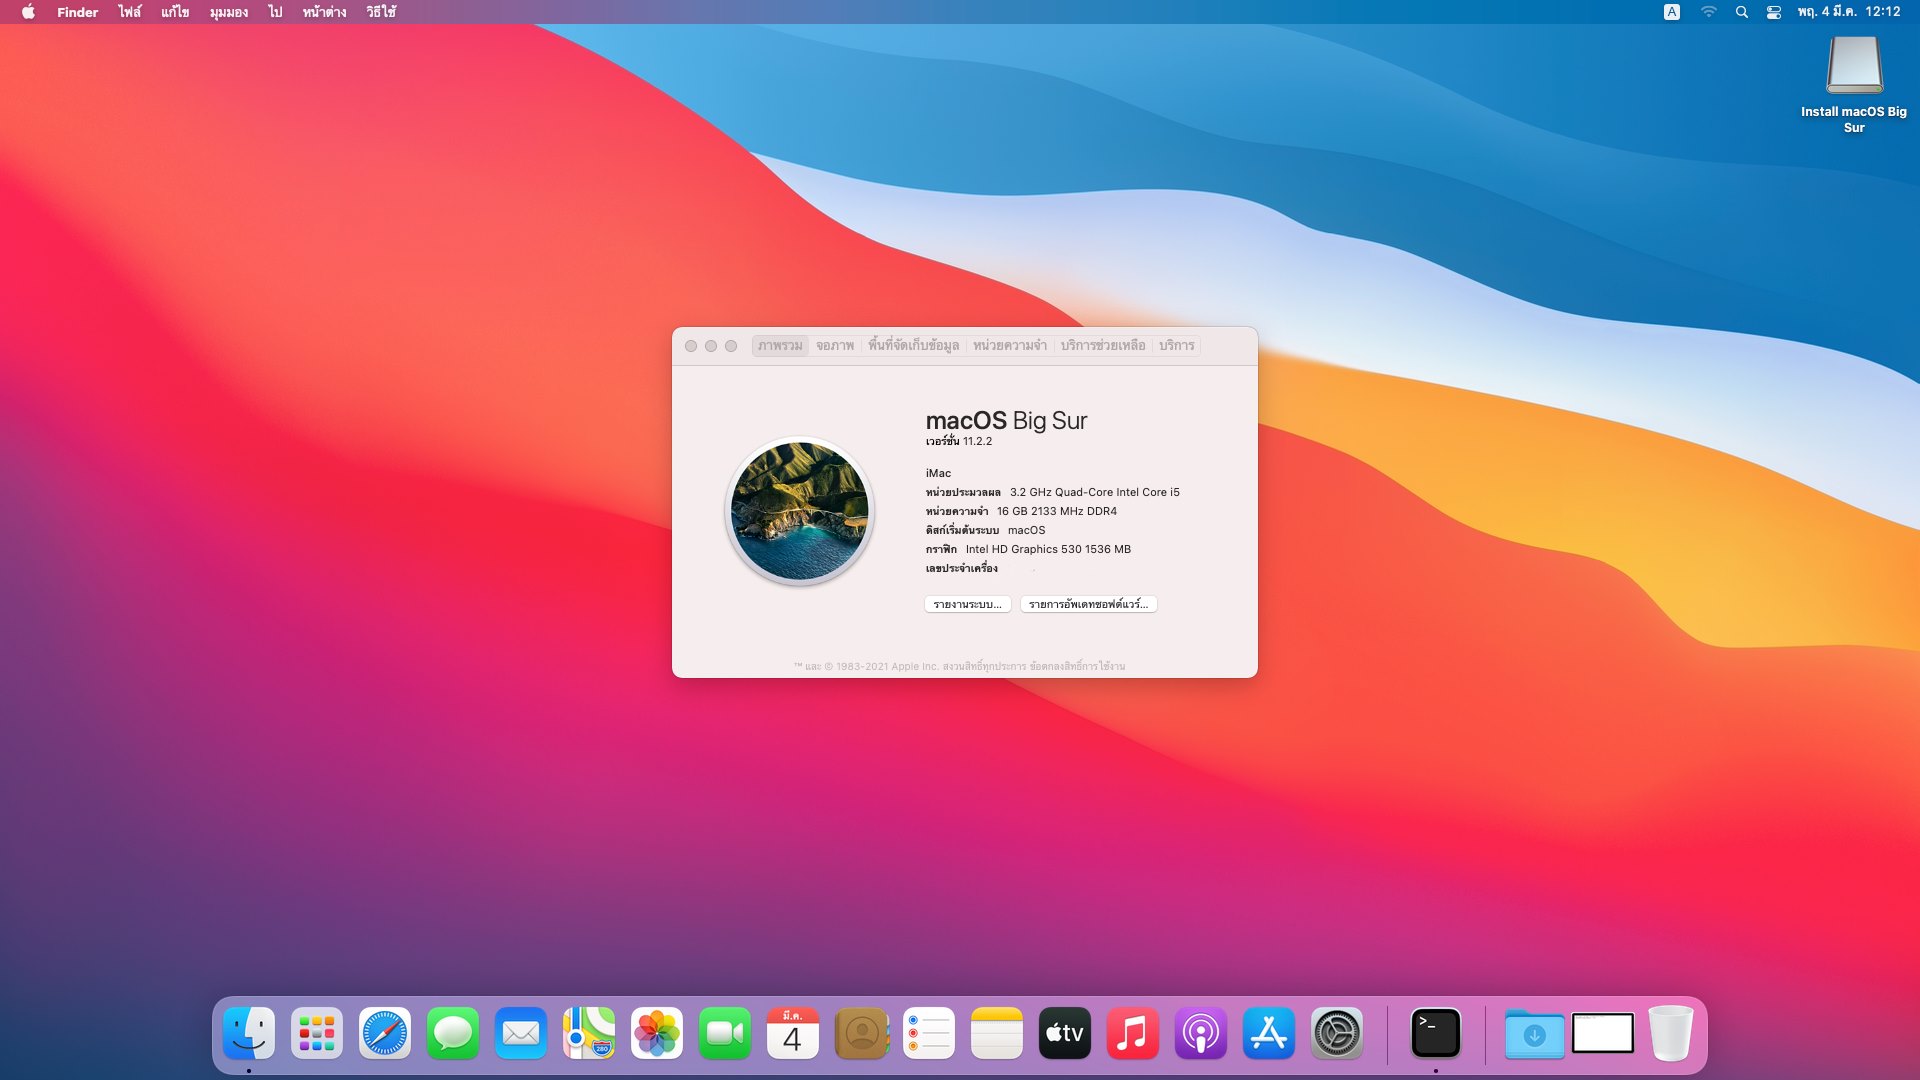 Finder ไฟล์ แก้ไข มุมมอง ไป หน้าต่าง วิธีใช้
A พฤ. 4 มี.ค. 12:12
Install macOS Big
Sur
ภาพรวม จอภาพ พื้นที่จัดเก็บข้อมูล หน่วยความจำ บริการช่วยเหลือ บริการ
macOS Big Sur
เวอร์ชั่น 11.2.2
iMac
หน่วยประมวลผล 3.2 GHz Quad-Core Intel Core i5
หน่วยความจำ 16 GB 2133 MHz DDR4
ดิสก์เริ่มต้นระบบ macOS
กราฟิก Intel HD Graphics 530 1536 MB
เลขประจำเครื่อง
รายงานระบบ... รายการอัพเดทซอฟต์แวร์...
™ และ © 1983-2021 Apple Inc. สงวนสิทธิ์ทุกประการ ข้อตกลงสิทธิ์การใช้งาน
มี.ค.
4
280
tv
>_